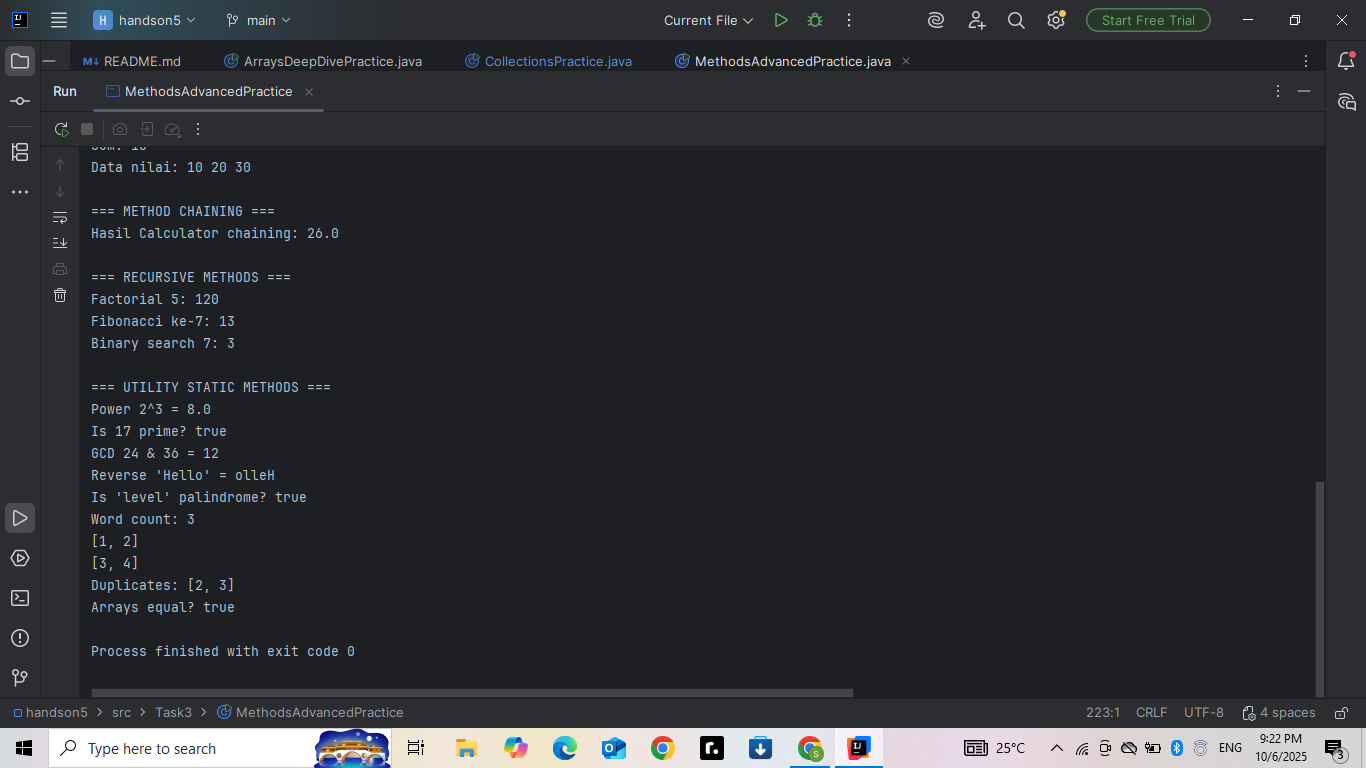 H handson5 main Current File Start Free Trial
README.md ArraysDeepDivePractice.java CollectionsPractice.java MethodsAdvancedPractice.java
Run MethodsAdvancedPractice
Data nilai: 10 20 30
=== METHOD CHAINING ===
Hasil Calculator chaining: 26.0
=== RECURSIVE METHODS ===
Factorial 5: 120
Fibonacci ke-7: 13
Binary search 7: 3
=== UTILITY STATIC METHODS ===
Power 2^3 = 8.0
Is 17 prime? true
GCD 24 & 36 = 12
Reverse 'Hello' = olleH
Is 'level' palindrome? true
Word count: 3
[1, 2]
[3, 4]
Duplicates: [2, 3]
Arrays equal? true
Process finished with exit code 0
handson5 > src > Task3 > MethodsAdvancedPractice 223:1 CRLF UTF-8 4 spaces
Type here to search 25°C ENG 9:22 PM
10/6/2025 3